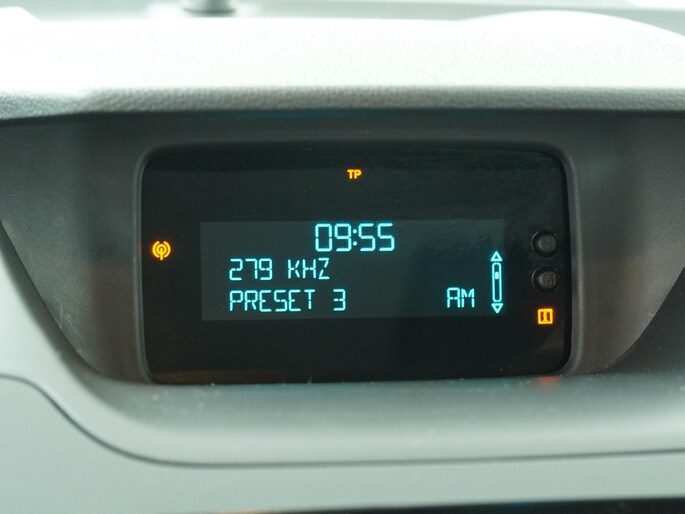 TP
09:55
279 KHZ
PRESET 3 AM